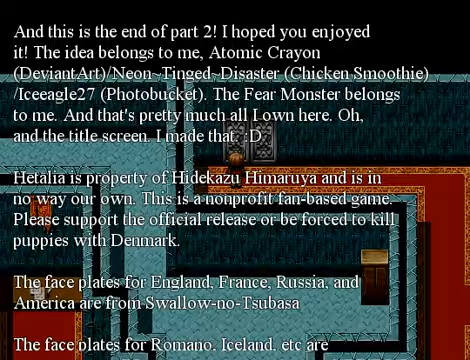 And this is the end of part 2! I hoped you enjoyed
it! The idea belongs to me, Atomic Crayon
(DeviantArt)/Neon~Tinged~Disaster (Chicken Smoothie)
/Iceeagle27 (Photobucket). The Fear Monster belongs
to me. And that's pretty much all I own here. Oh,
and the title screen. I made that. :D
Hetalia is property of Hidekazu Himaruya and is in
no way our own. This is a nonprofit fan-based game.
Please support the official release or be forced to kill
puppies with Denmark.
The face plates for England, France, Russia, and
America are from Swallow-no-Tsubasa
The face plates for Romano, Iceland, etc are